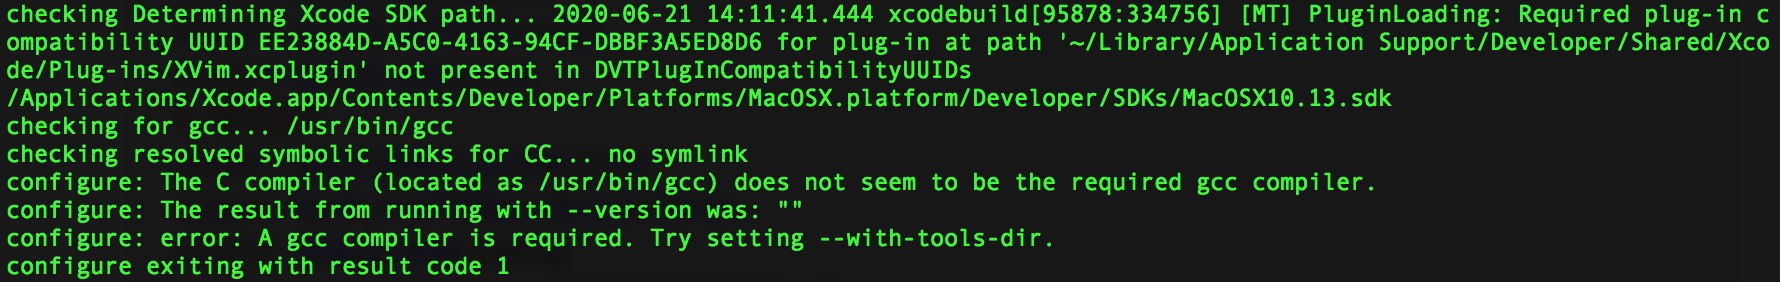 checking Determining Xcode SDK path... 2020-06-21 14:11:41.444 xcodebuild[95878:334756] [MT] PluginLoading: Required plug-in c
ompatibility UUID EE23884D-A5C0-4163-94CF-DBBF3A5ED8D6 for plug-in at path '~/Library/Application Support/Developer/Shared/Xco
de/Plug-ins/XVim.xcplugin' not present in DVTPlugInCompatibilityUUIDs
/Applications/Xcode.app/Contents/Developer/Platforms/MacOSX.platform/Developer/SDKs/MacOSX10.13.sdk
checking for gcc... /usr/bin/gcc
checking resolved symbolic links for CC... no symlink
configure: The C compiler (located as /usr/bin/gcc) does not seem to be the required gcc compiler.
configure: The result from running with --version was: ""
configure: error: A gcc compiler is required. Try setting --with-tools-dir.
configure exiting with result code 1